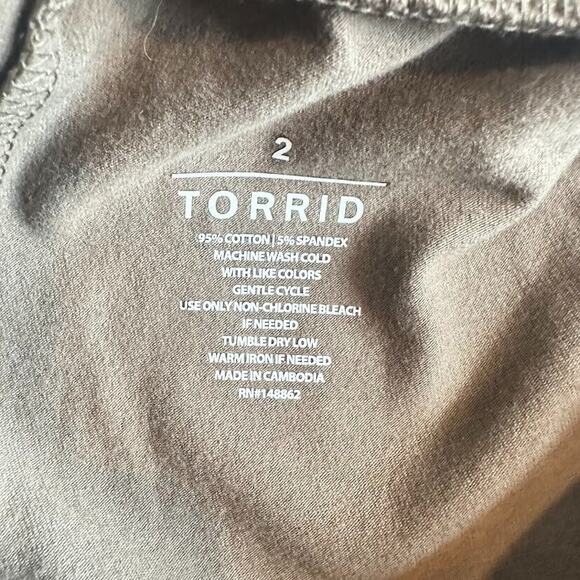 2
TORRID
95% COTTON | 5% SPANDEX
MACHINE WASH COLD
WITH LIKE COLORS
GENTLE CYCLE
USE ONLY NON-CHLORINE BLEACH
IF NEEDED
TUMBLE DRY LOW
WARM IRON IF NEEDED
MADE IN CAMBODIA
RN#148862